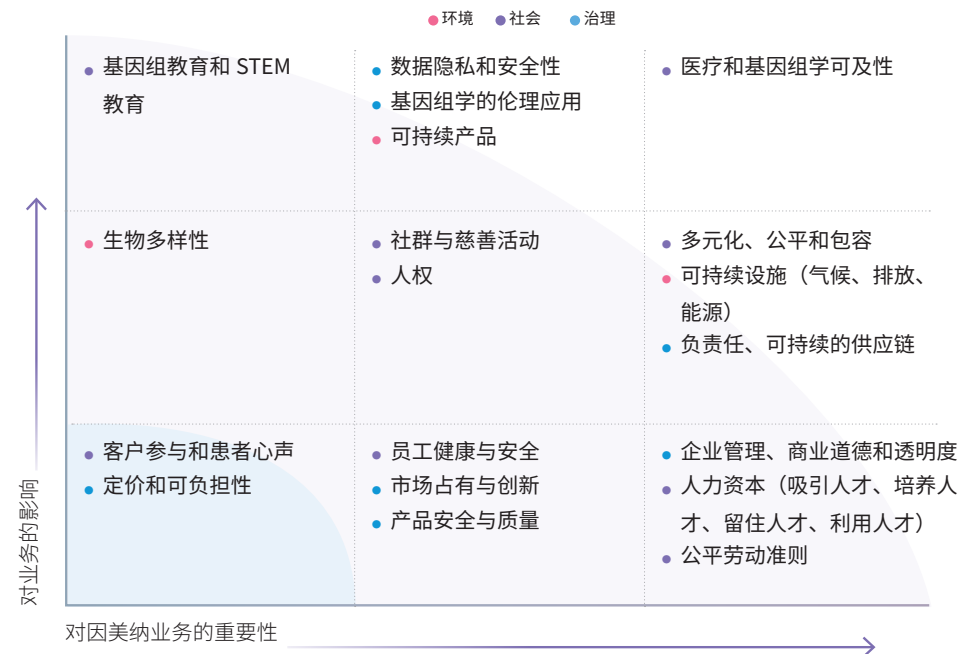 环境 社会 治理
基因组教育和 STEM
教育
数据隐私和安全性
基因组学的伦理应用
可持续产品
医疗和基因组学可及性
生物多样性
社群与慈善活动
人权
多元化、公平和包容
可持续设施（气候、排放、
能源）
负责任、可持续的供应链
客户参与和患者心声
定价和可负担性
员工健康与安全
市场占有与创新
产品安全与质量
企业管理、商业道德和透明度
人力资本（吸引人才、培养人
才、留住人才、利用人才）
公平劳动准则
对业务的影响
对因美纳业务的重要性